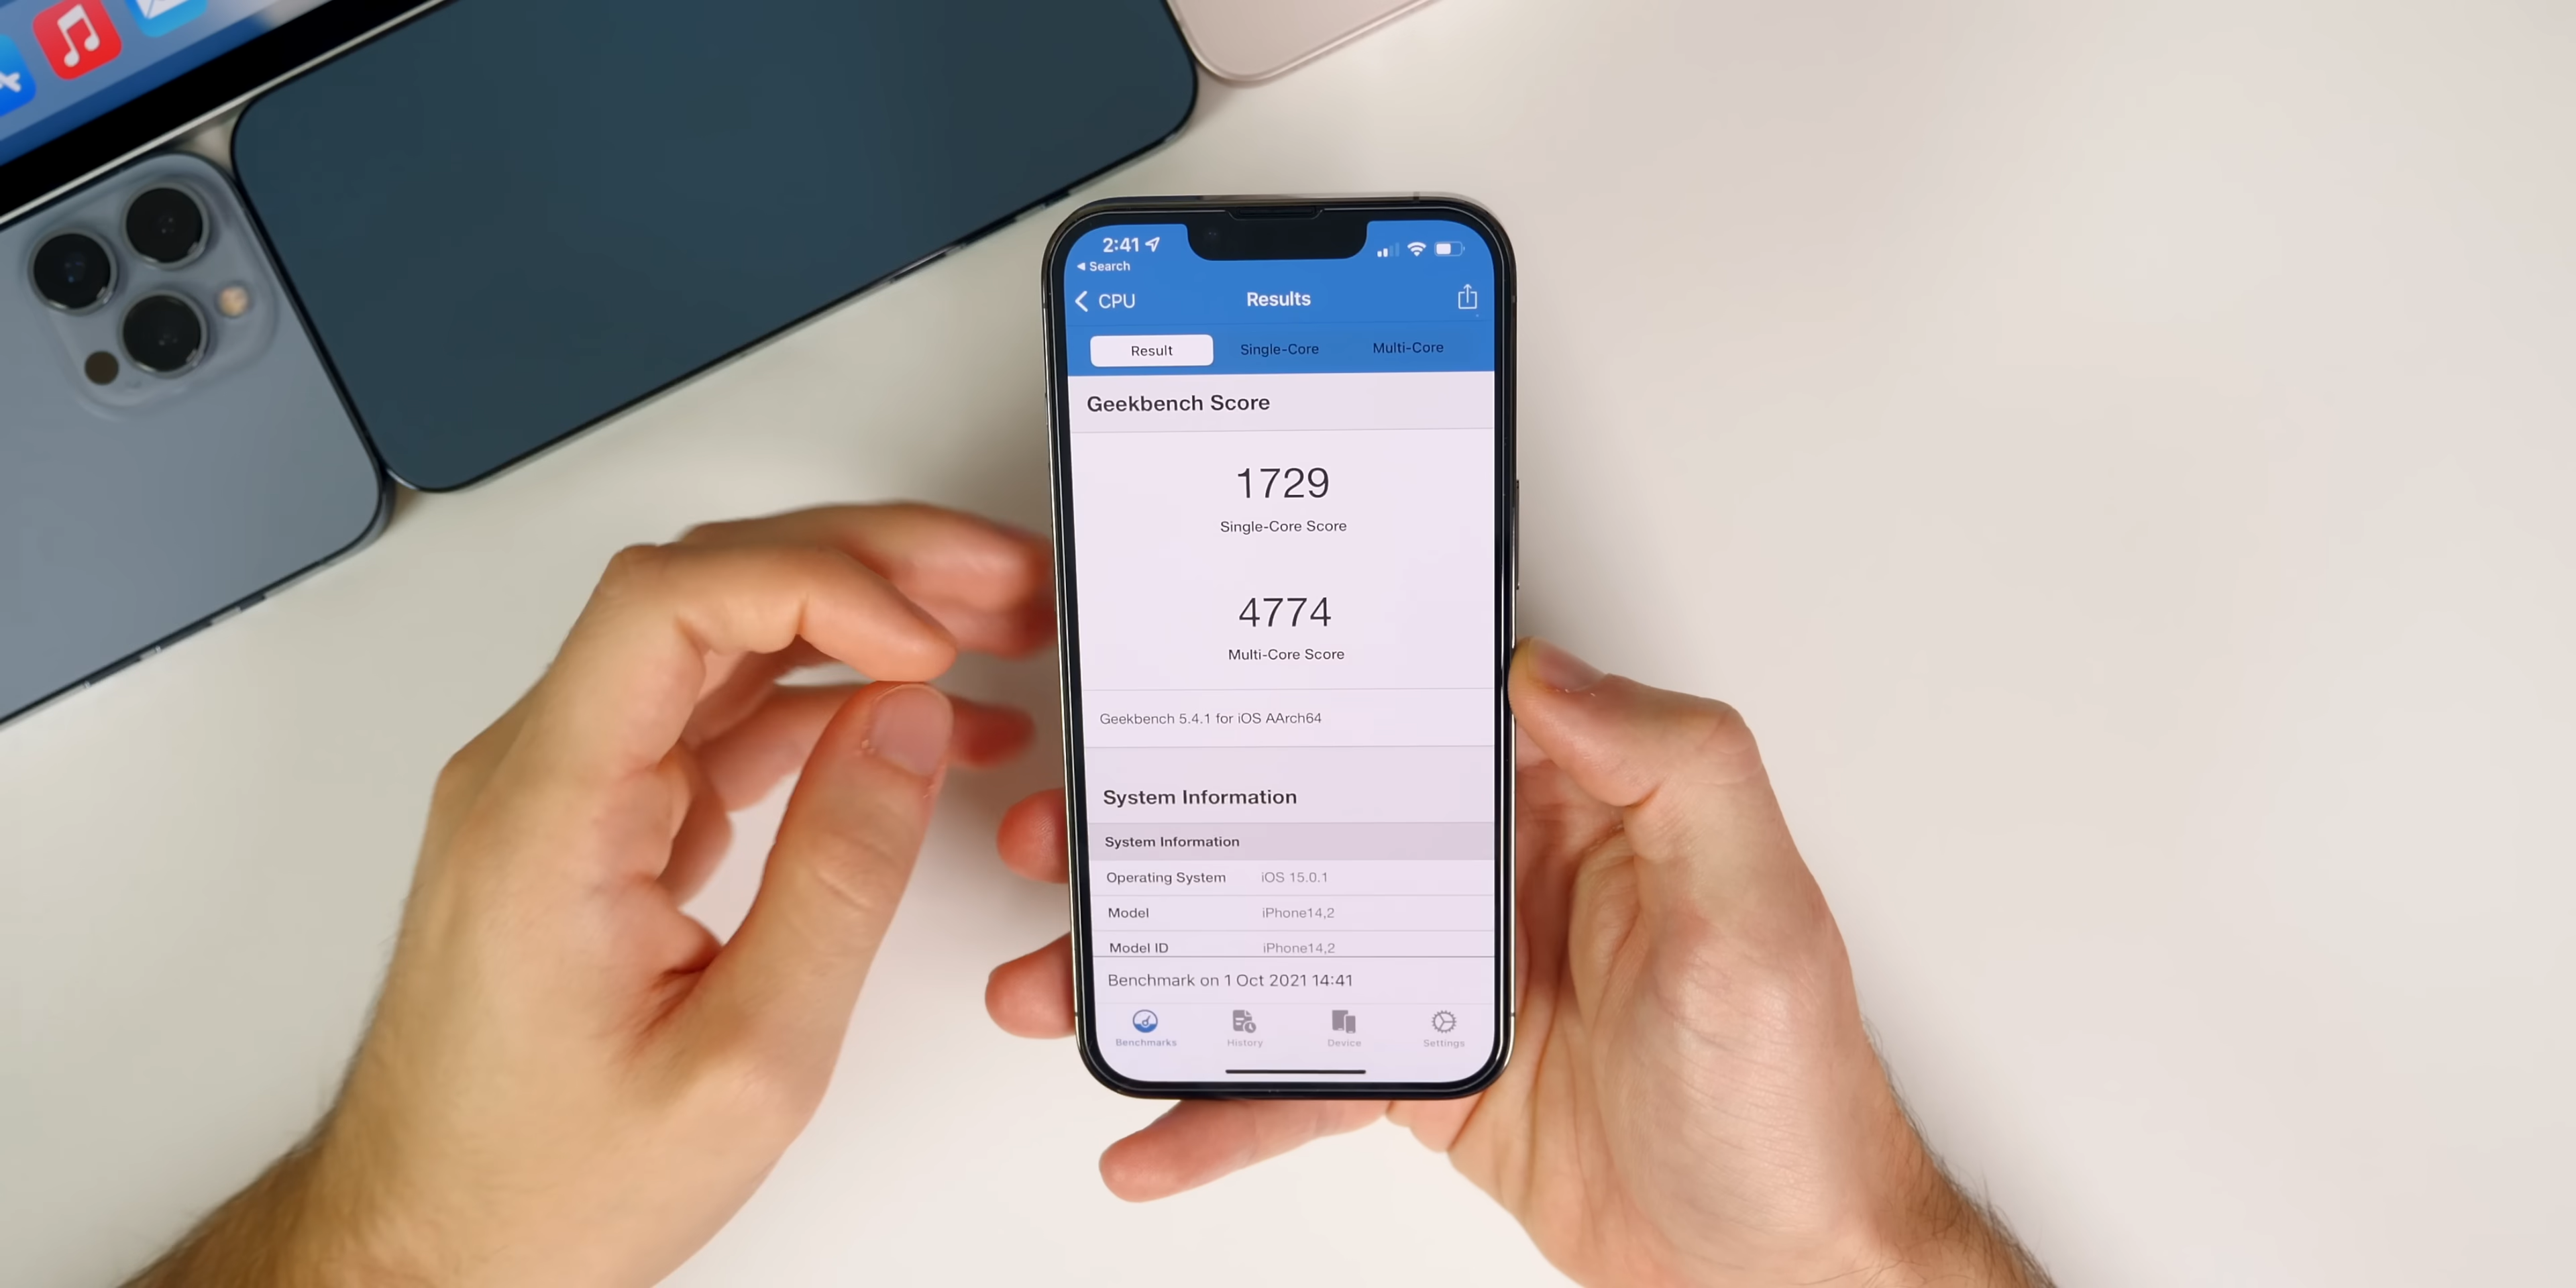 2:41
Search
CPU
Results
Result
Single-Core
Multi-Core
Geekbench Score
1729
Single-Core Score
4774
Multi-Core Score
Geekbench 5.4.1 for iOS AArch64
System Information
System Information
Operating System iOS 15.0.1
Model iPhone14,2
Model ID iPhone14,2
Benchmark on 1 Oct 2021 14:41
Benchmarks
History
Device
Settings